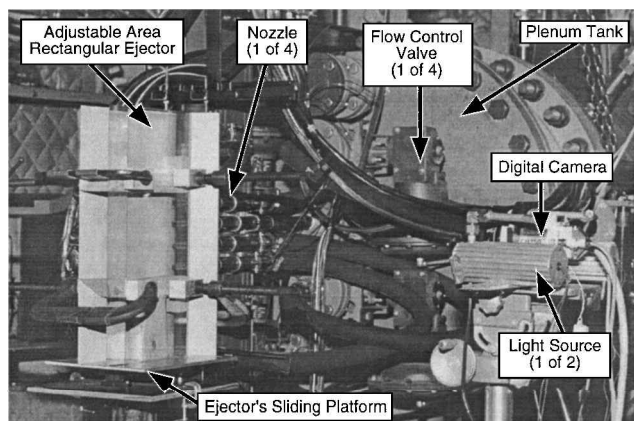 Adjustable Area
Rectangular Ejector
Nozzle
(1 of 4)
Flow Control
Valve
(1 of 4)
Plenum Tank
Digital Camera
Light Source
(1 of 2)
Ejector's Sliding Platform